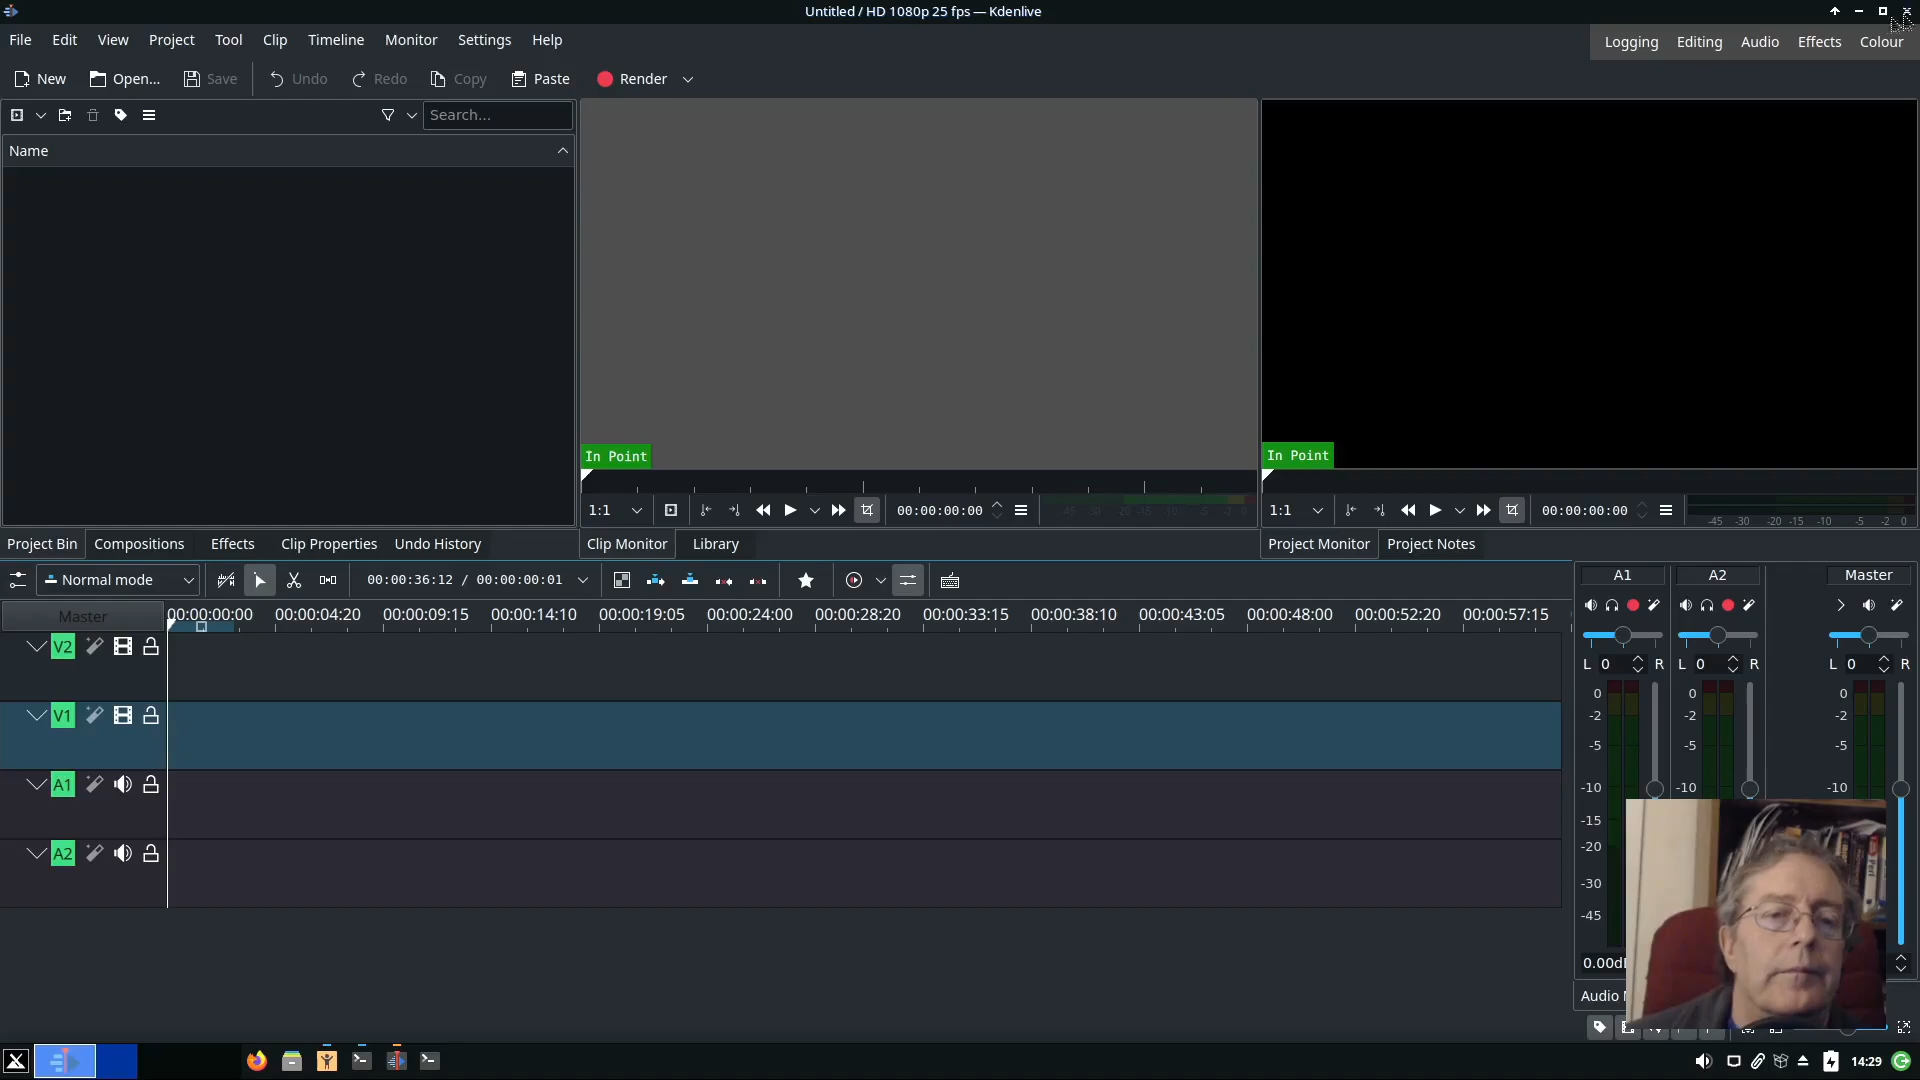 Untitled / HD 1080p 25 fps — Kdenlive
File Edit View Project Tool Clip Timeline Monitor Settings Help
Logging Editing Audio Effects Colour
New Open... Save Undo Redo Copy Paste Render
Search...
Name
In Point
In Point
1:1 00:00:00:00 -45 -30 -20 -15 -10 -5 -2 0
1:1 00:00:00:00 -45 -30 -20 -15 -10 -5 -2 0
Project Bin Compositions Effects Clip Properties Undo History
Clip Monitor Library
Project Monitor Project Notes
Normal mode 00:00:36:12 / 00:00:00:01
A1 A2 Master
Master 00:00:00:00 00:00:04:20 00:00:09:15 00:00:14:10 00:00:19:05 00:00:24:00 00:00:28:20 00:00:33:15 00:00:38:10 00:00:43:05 00:00:48:00 00:00:52:20 00:00:57:15
V2
V1
A1
A2
L 0 R L 0 R L 0 R
0 0 0
-2 -2 -2
-5 -5 -5
-10 -10 -10
-15
-20
-30
-45
0.00d
Audio
14:29